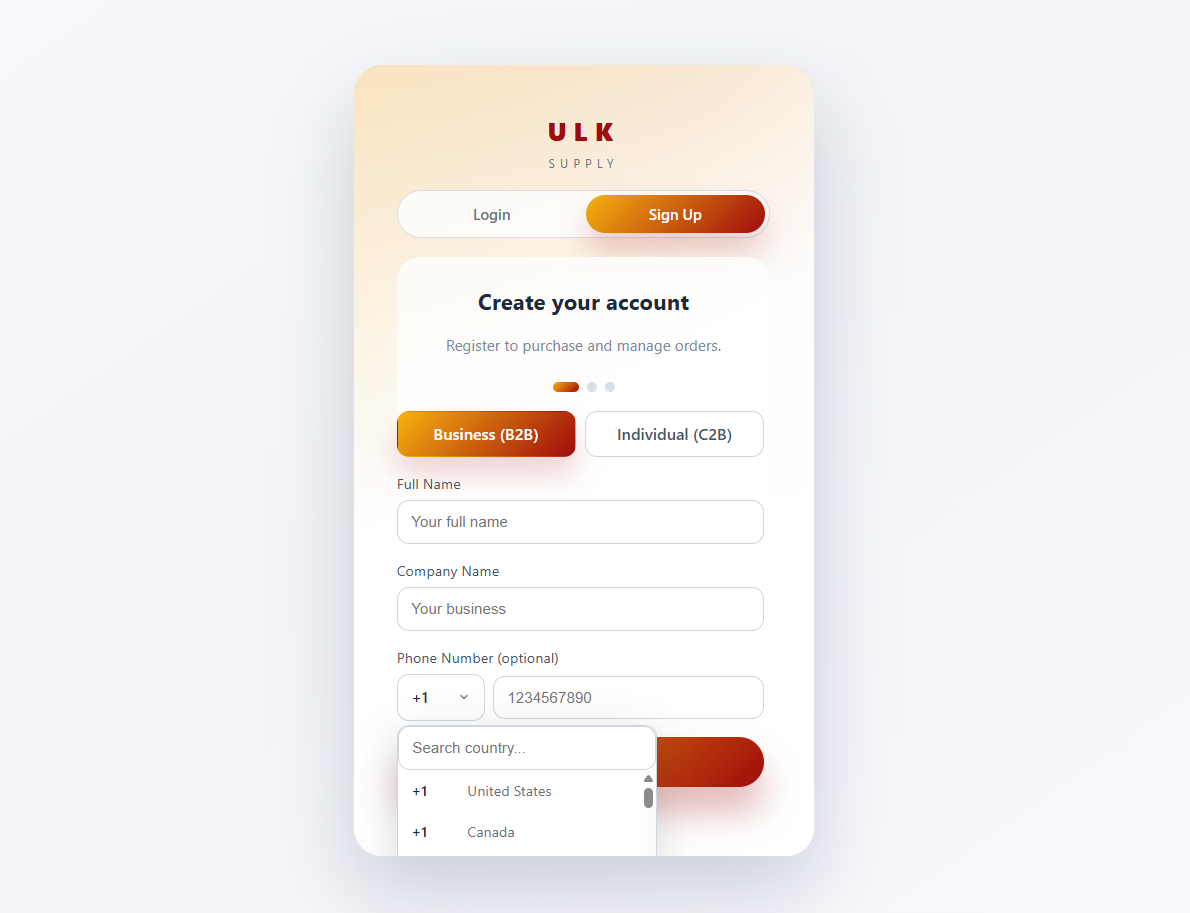 ULK
SUPPLY
Login
Sign Up
Create your account
Register to purchase and manage orders.
Business (B2B)
Individual (C2B)
Full Name
Your full name
Company Name
Your business
Phone Number (optional)
+1
1234567890
Search country...
+1 United States
+1 Canada